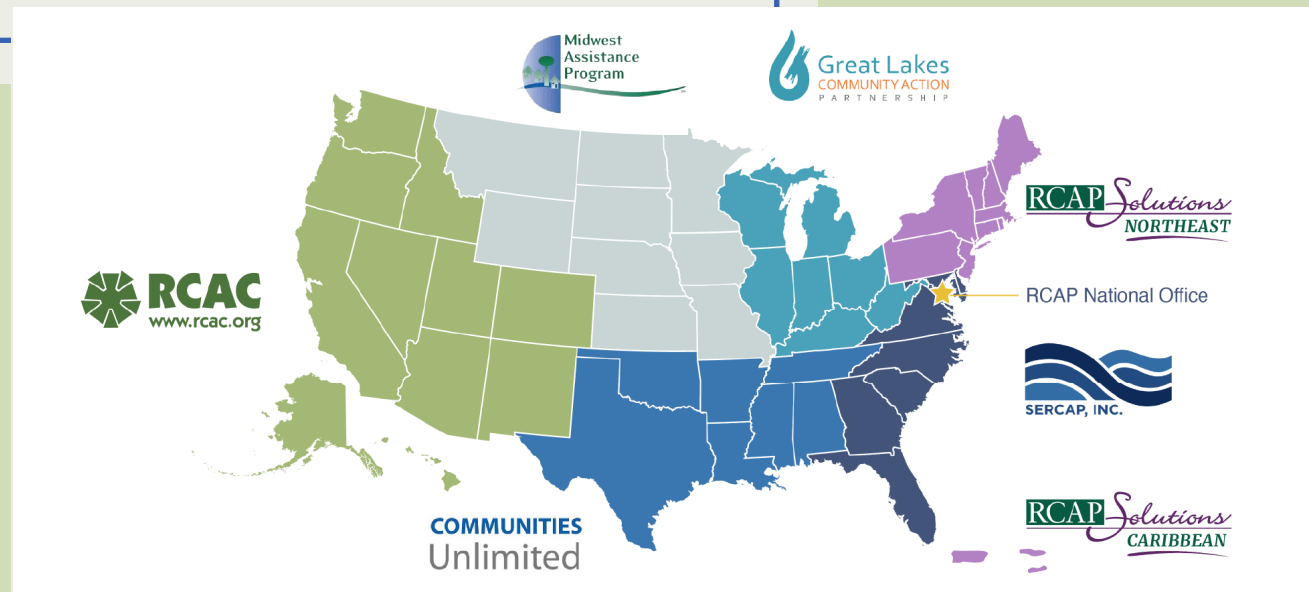 Midwest
Assistance
Program
Great Lakes
COMMUNITY ACTION
PARTNERSHIP
RCAP Solutions
NORTHEAST
RCAC
www.rcac.org
RCAP National Office
SERCAP, INC.
COMMUNITIES
Unlimited
RCAP Solutions
CARIBBEAN